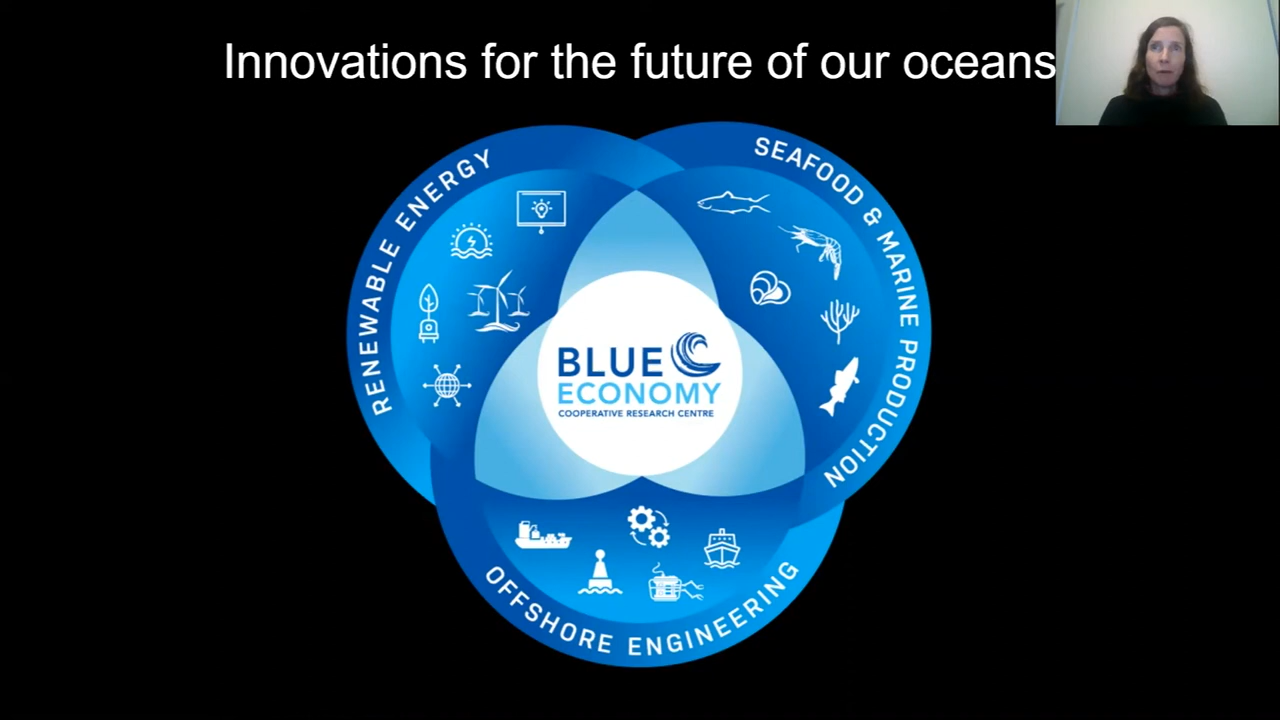 Innovations for the future of our oceans
RENEWABLE ENERGY
SEAFOOD & MARINE PRODUCTION
BLUE
ECONOMY
COOPERATIVE RESEARCH CENTRE
OFFSHORE ENGINEERING